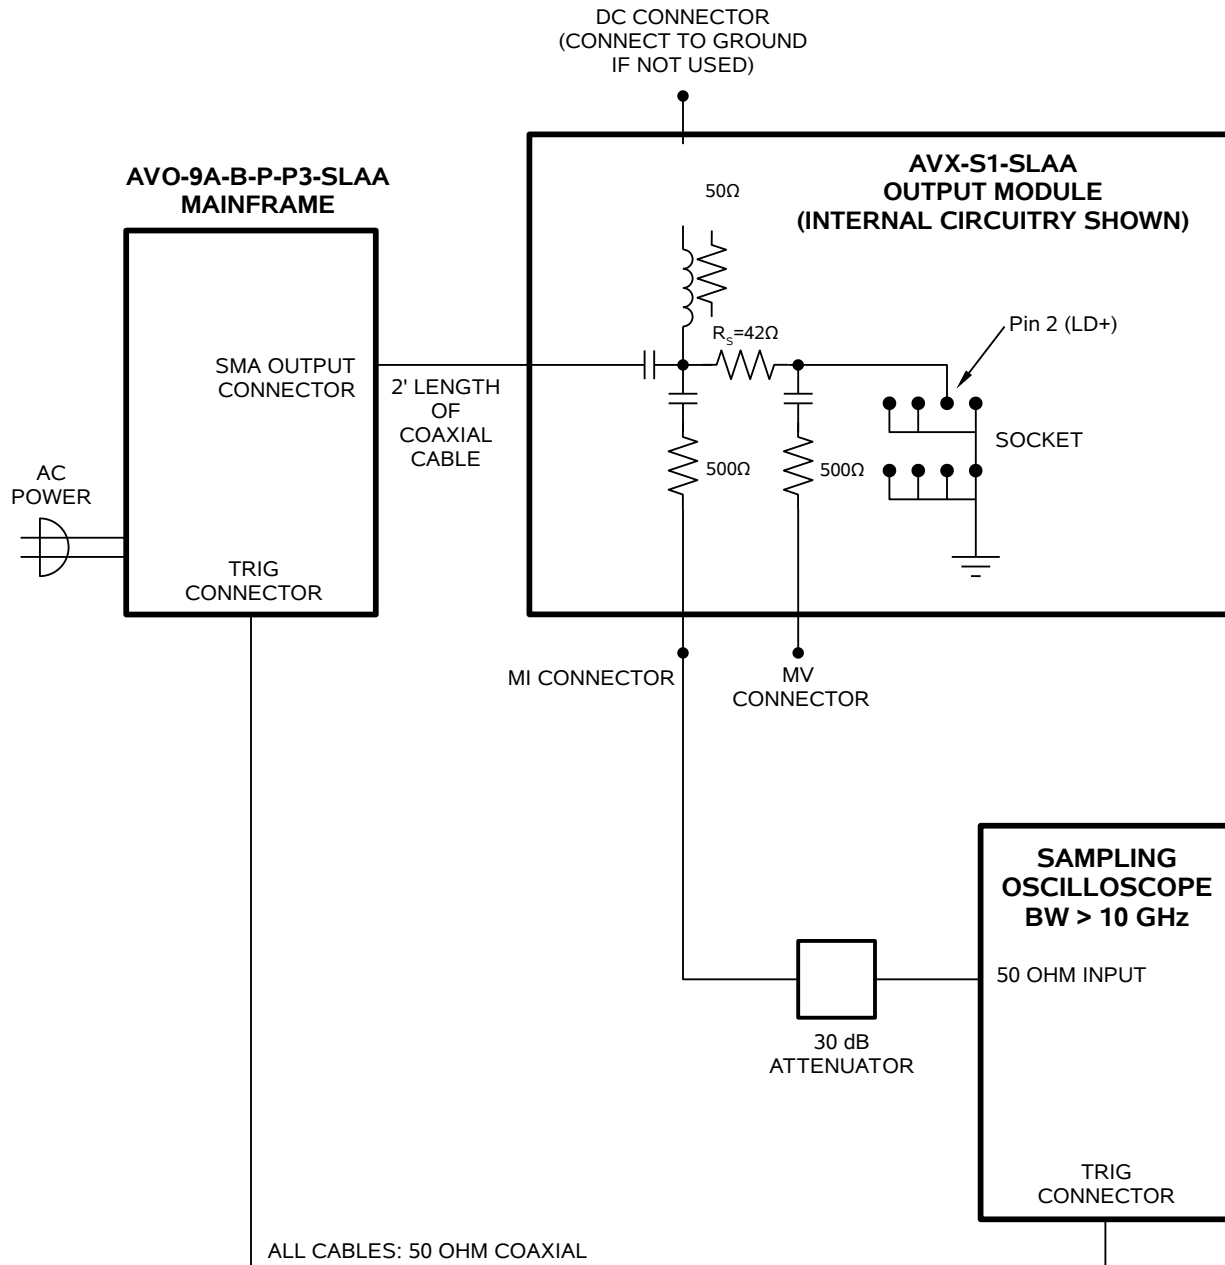 DC CONNECTOR
(CONNECT TO GROUND
IF NOT USED)
AVO-9A-B-P-P3-SLAA
MAINFRAME
AVX-S1-SLAA
OUTPUT MODULE
(INTERNAL CIRCUITRY SHOWN)
50Ω
Pin 2 (LD+)
RS=42Ω
SMA OUTPUT
CONNECTOR
2' LENGTH
OF
COAXIAL
CABLE
SOCKET
500Ω
500Ω
AC
POWER
TRIG
CONNECTOR
MI CONNECTOR
MV
CONNECTOR
SAMPLING
OSCILLOSCOPE
BW > 10 GHz
50 OHM INPUT
30 dB
ATTENUATOR
TRIG
CONNECTOR
ALL CABLES: 50 OHM COAXIAL